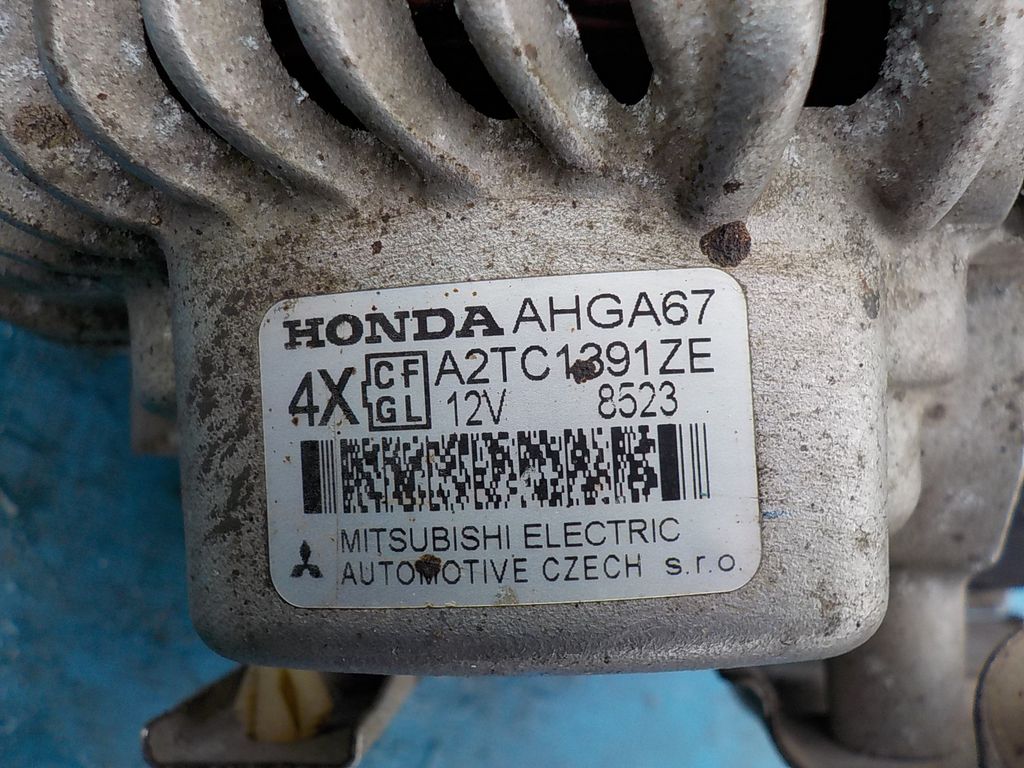 HONDA AHGA67
4X CF GL A2TC1391ZE
12V 8523
MITSUBISHI ELECTRIC
AUTOMOTIVE CZECH s.r.o.